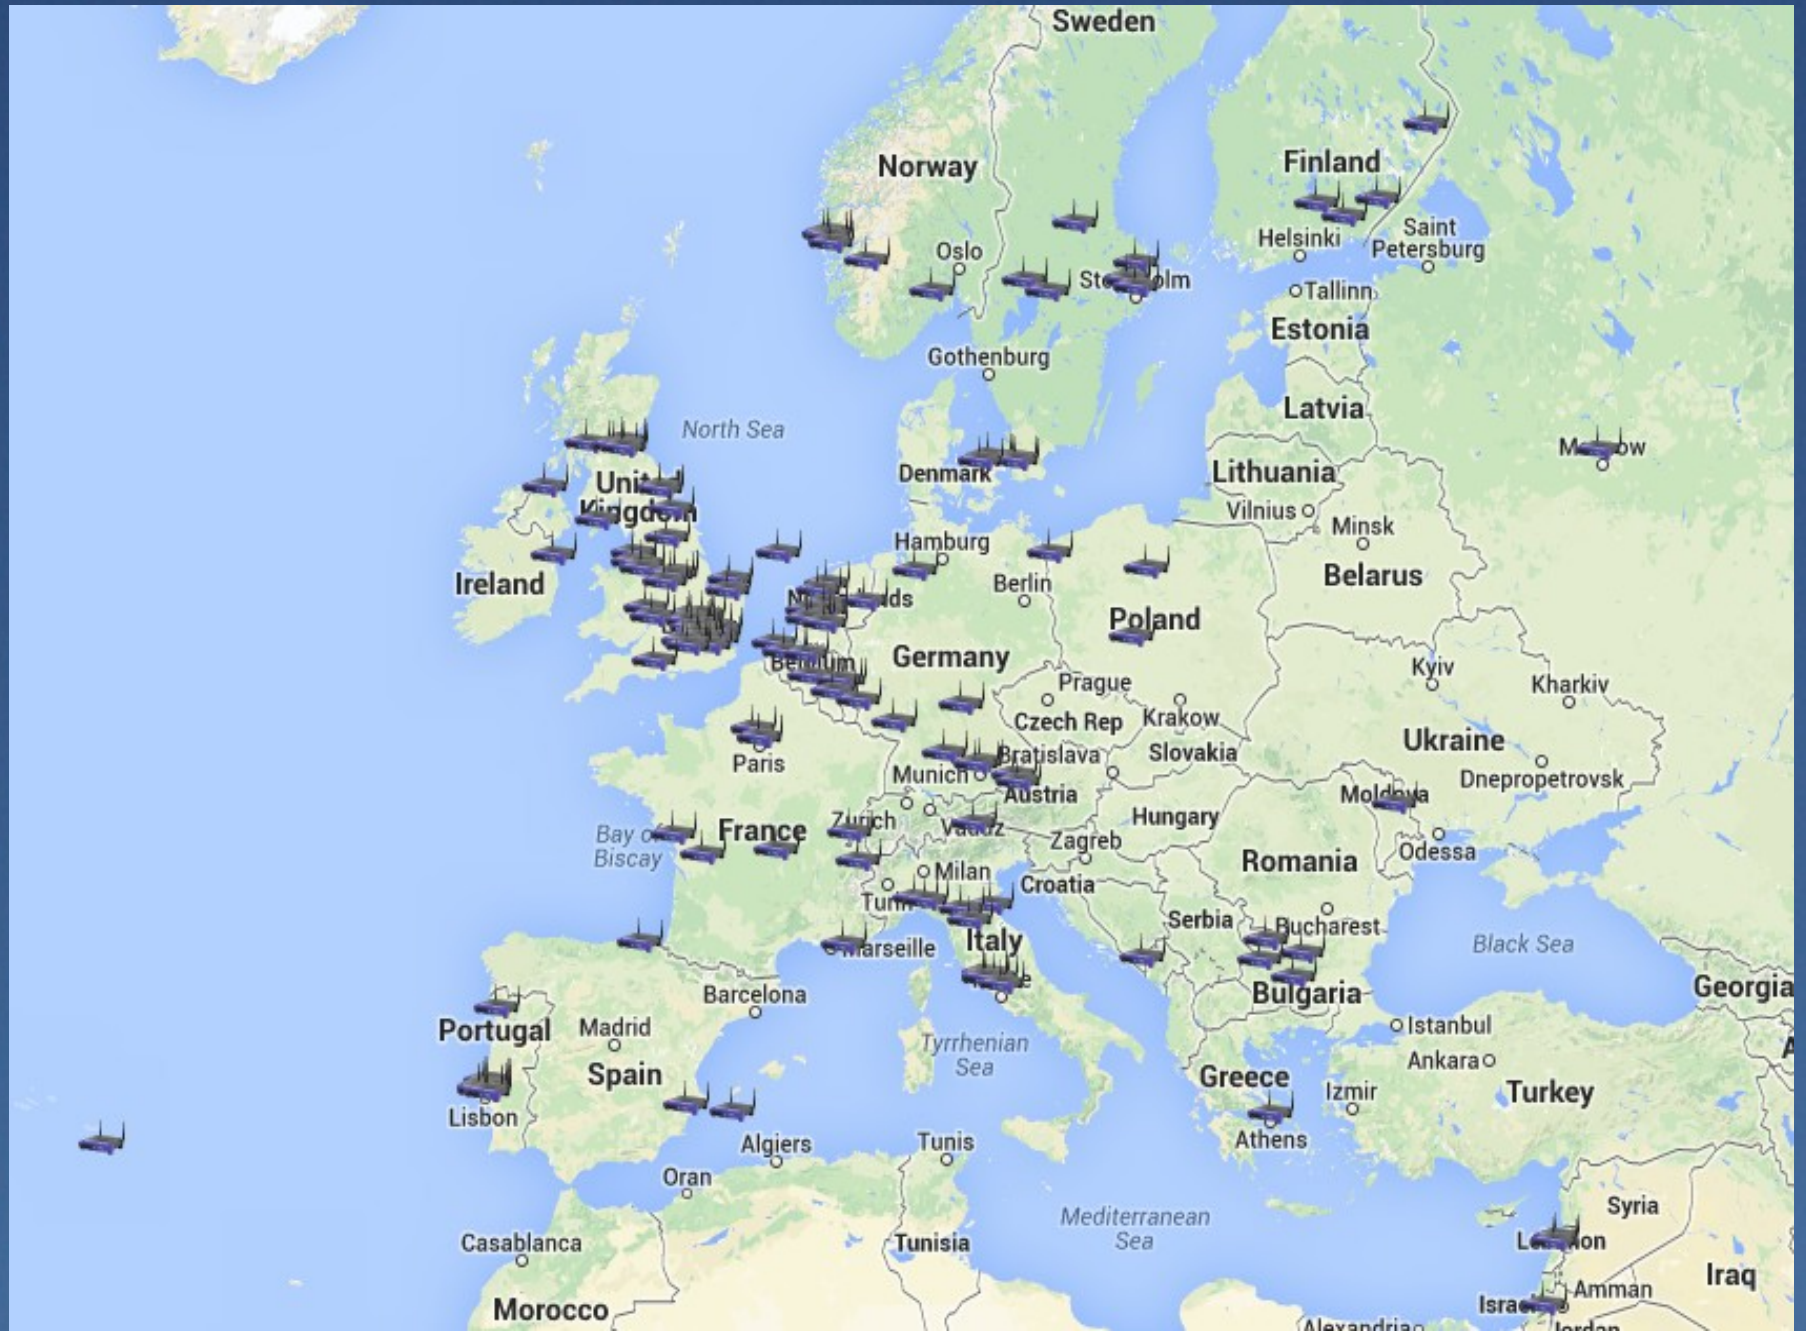 Sweden
Finland
Norway
Saint
Petersburg
Helsinki
Oslo
Tallinn
Estonia
Gothenburg
Latvia
North Sea
Denmark
Lithuania
Vilnius
Minsk
Hamburg
Ireland
Berlin
Belarus
Poland
Germany
Kyiv
Prague
Kharkiv
Czech Rep
Krakow
Ukraine
Bratislava
Slovakia
Paris
Munich
Dnepropetrovsk
Austria
Hungary
France
Zurich
Bay of
Biscay
Zagreb
Odessa
Romania
Milan
Croatia
Serbia
Bucharest
Italy
Black Sea
Barcelona
Bulgaria
Georgia
Portugal
Madrid
Istanbul
Tyrrhenian
Sea
Ankara
Spain
Greece
Izmir
Turkey
Lisbon
Athens
Algiers
Tunis
Oran
Syria
Mediterranean
Sea
Casablanca
Tunisia
Iraq
Amman
Morocco